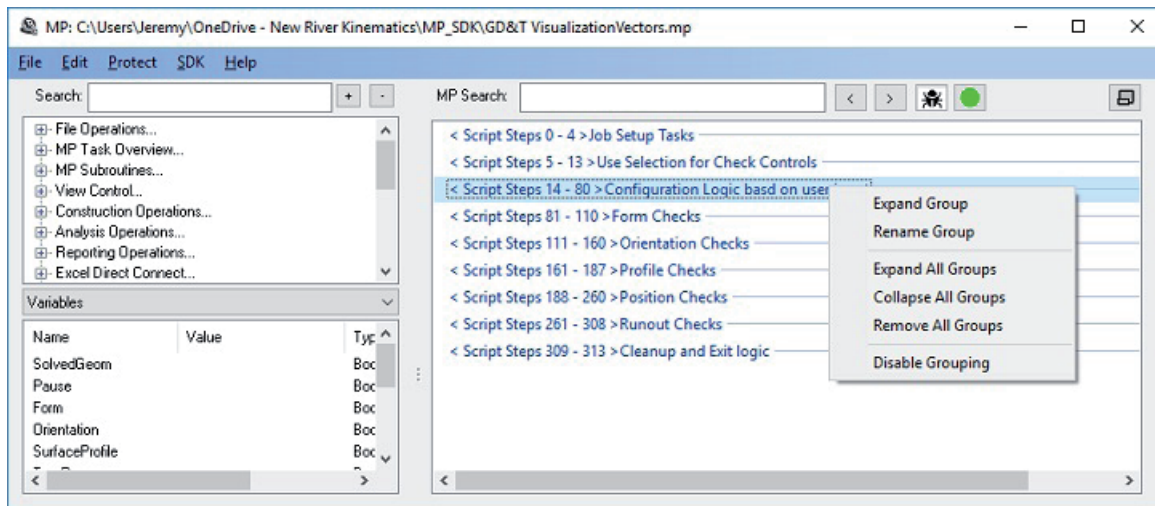 MP: C:\Users\Jeremy\OneDrive - New River Kinematics\MP_SDK\GD&T VisualizationVectors.mp
File Edit Protect SDK Help
Search: + -
MP Search: < >
File Operations...
MP Task Overview...
MP Subroutines...
View Control...
Construction Operations...
Analysis Operations...
Reporting Operations...
Excel Direct Connect...
Variables
Name Value Typ
SolvedGeom Boo
Pause Boo
Form Boo
Orientation Boo
SurfaceProfile Boo
< Script Steps 0 - 4 >Job Setup Tasks
< Script Steps 5 - 13 >Use Selection for Check Controls
< Script Steps 14 - 80 >Configuration Logic basd on user
< Script Steps 81 - 110 >Form Checks
< Script Steps 111 - 160 >Orientation Checks
< Script Steps 161 - 187 >Profile Checks
< Script Steps 188 - 260 >Position Checks
< Script Steps 261 - 308 >Runout Checks
< Script Steps 309 - 313 >Cleanup and Exit logic
Expand Group
Rename Group
Expand All Groups
Collapse All Groups
Remove All Groups
Disable Grouping